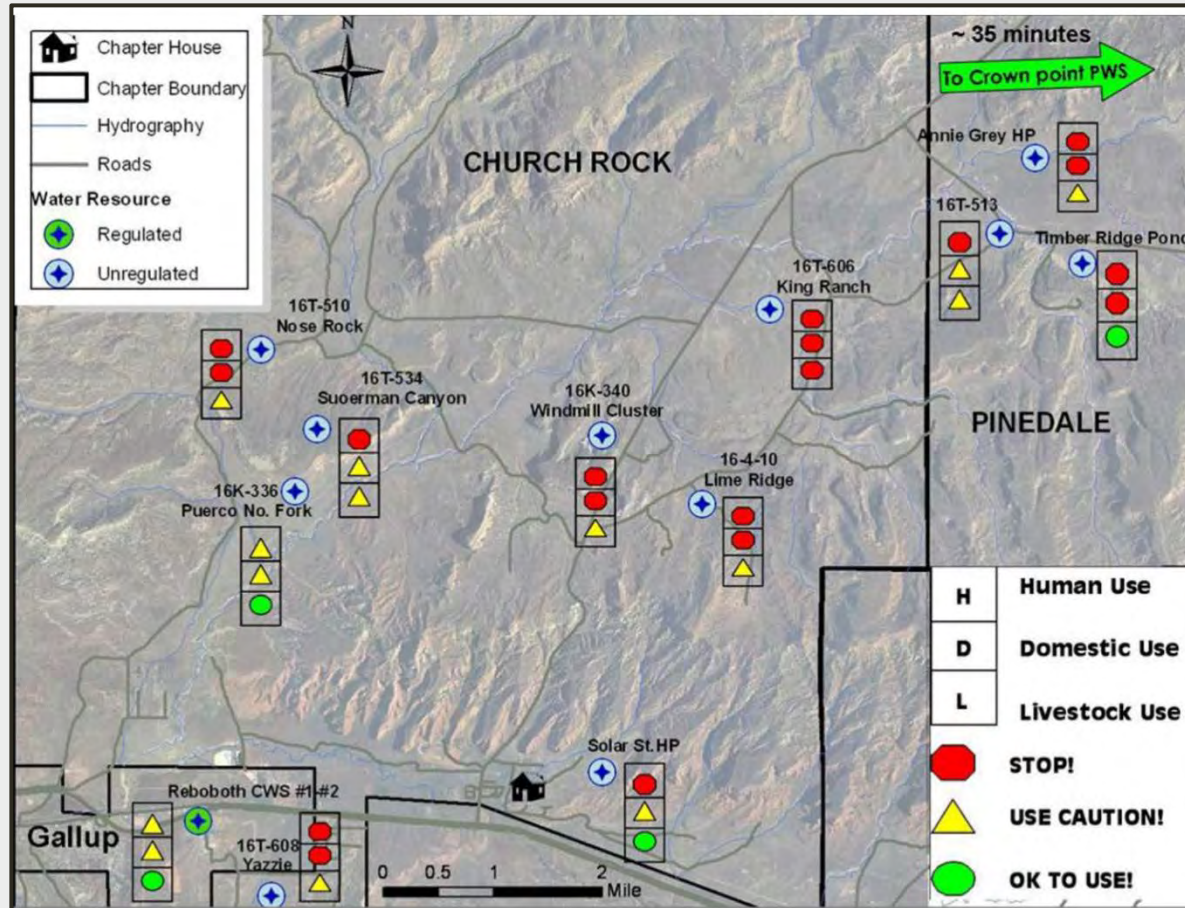 Chapter House
Chapter Boundary
Hydrography
Roads
Water Resource
Regulated
Unregulated
N
CHURCH ROCK
~ 35 minutes
To Crown point PWS
Annie Grey HP
16T-513
Timber Ridge Pond
16T-606
King Ranch
16T-510
Nose Rock
16T-534
Suoerman Canyon
16K-340
Windmill Cluster
PINEDALE
16-4-10
Lime Ridge
16K-336
Puerco No. Fork
H Human Use
D Domestic Use
L Livestock Use
STOP!
USE CAUTION!
OK TO USE!
Solar St.HP
Reboboth CWS #1-#2
Gallup
16T-608
Yazzie
0 0.5 1 2
Mile